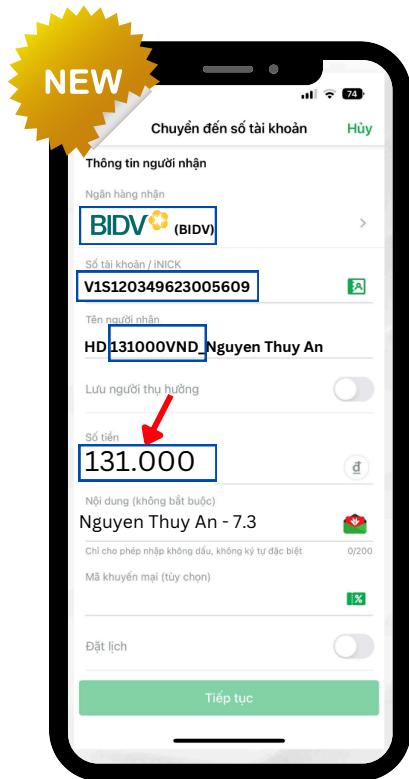 NEW
74
Chuyển đến số tài khoản Hủy
Thông tin người nhận
Ngân hàng nhận
BIDV (BIDV)
Số tài khoản / iNICK
V1S120349623005609
Tên người nhận
HD 131000VND_Nguyen Thuy An
Lưu người thụ hưởng
Số tiền
131.000
đ
Nội dung (không bắt buộc)
Nguyen Thuy An - 7.3
Chỉ cho phép nhập không dấu, không ký tự đặc biệt 0/200
Mã khuyến mại (tùy chọn)
%
Đặt lịch
Tiếp tục